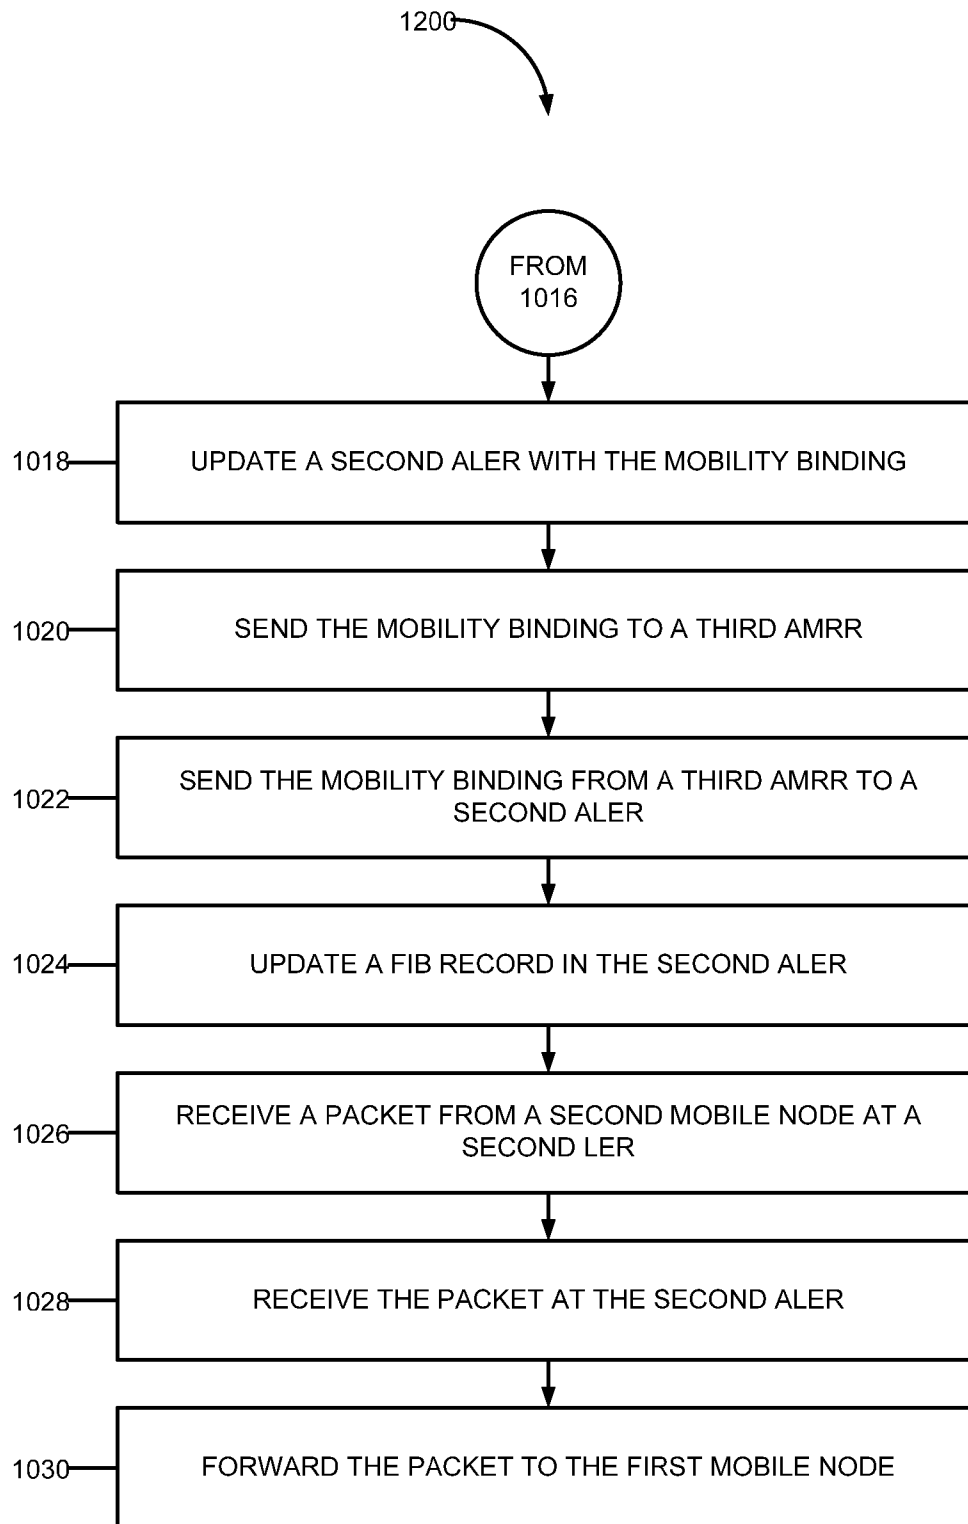 1200
FROM
1016
1018
UPDATE A SECOND ALER WITH THE MOBILITY BINDING
1020
SEND THE MOBILITY BINDING TO A THIRD AMRR
1022
SEND THE MOBILITY BINDING FROM A THIRD AMRR TO A
SECOND ALER
1024
UPDATE A FIB RECORD IN THE SECOND ALER
1026
RECEIVE A PACKET FROM A SECOND MOBILE NODE AT A
SECOND LER
1028
RECEIVE THE PACKET AT THE SECOND ALER
1030
FORWARD THE PACKET TO THE FIRST MOBILE NODE